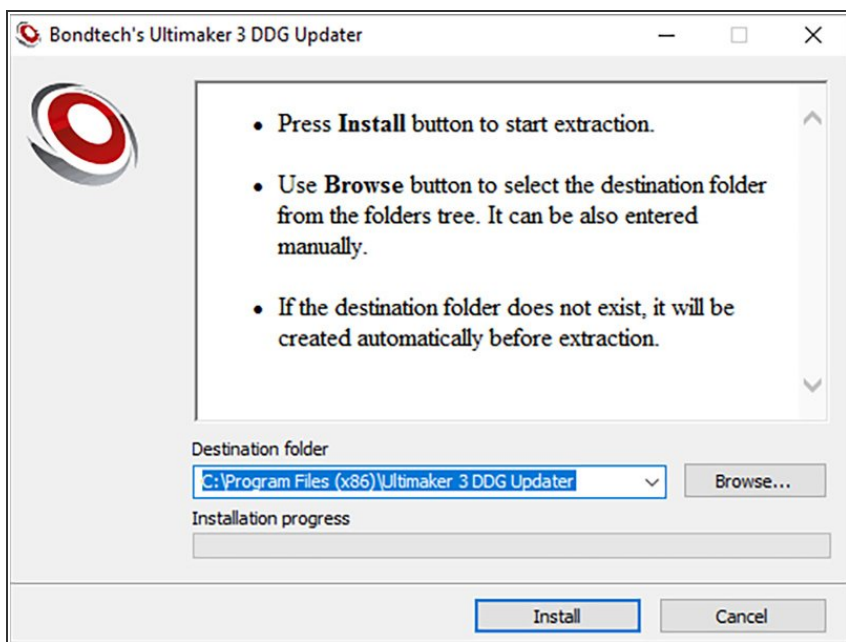 Bondtech's Ultimaker 3 DDG Updater
• Press Install button to start extraction.
• Use Browse button to select the destination folder
from the folders tree. It can be also entered
manually.
• If the destination folder does not exist, it will be
created automatically before extraction.
Destination folder
C:\Program Files (x86)\Ultimaker 3 DDG Updater
Browse...
Installation progress
Install
Cancel